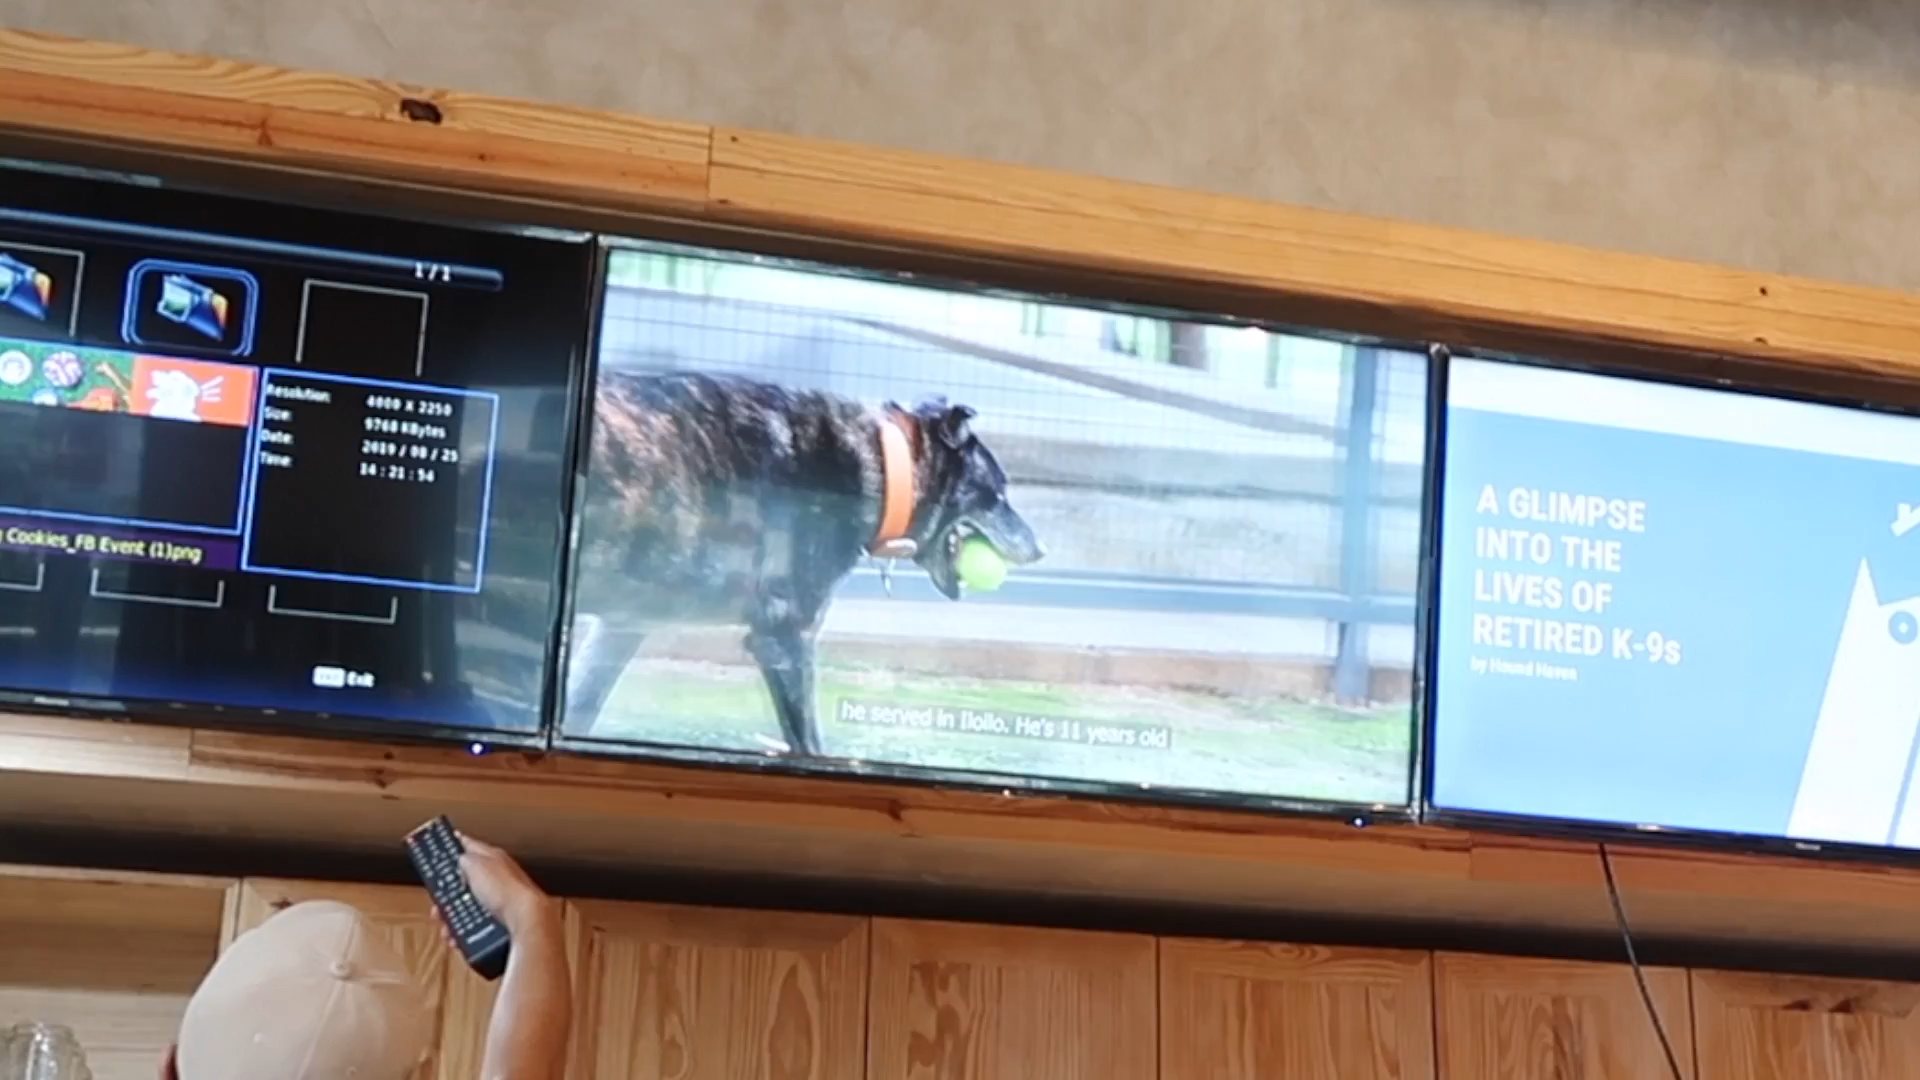 1/1
Resolution: 4000 X 2250
Size: 9768 KBytes
Date: 2019 / 08 / 25
Time: 14 : 21 : 54
Cookies_FB Event (1)png
Exit
he served in Iloilo. He's 11 years old
A GLIMPSE
INTO THE
LIVES OF
RETIRED K-9s
by Hound Haven